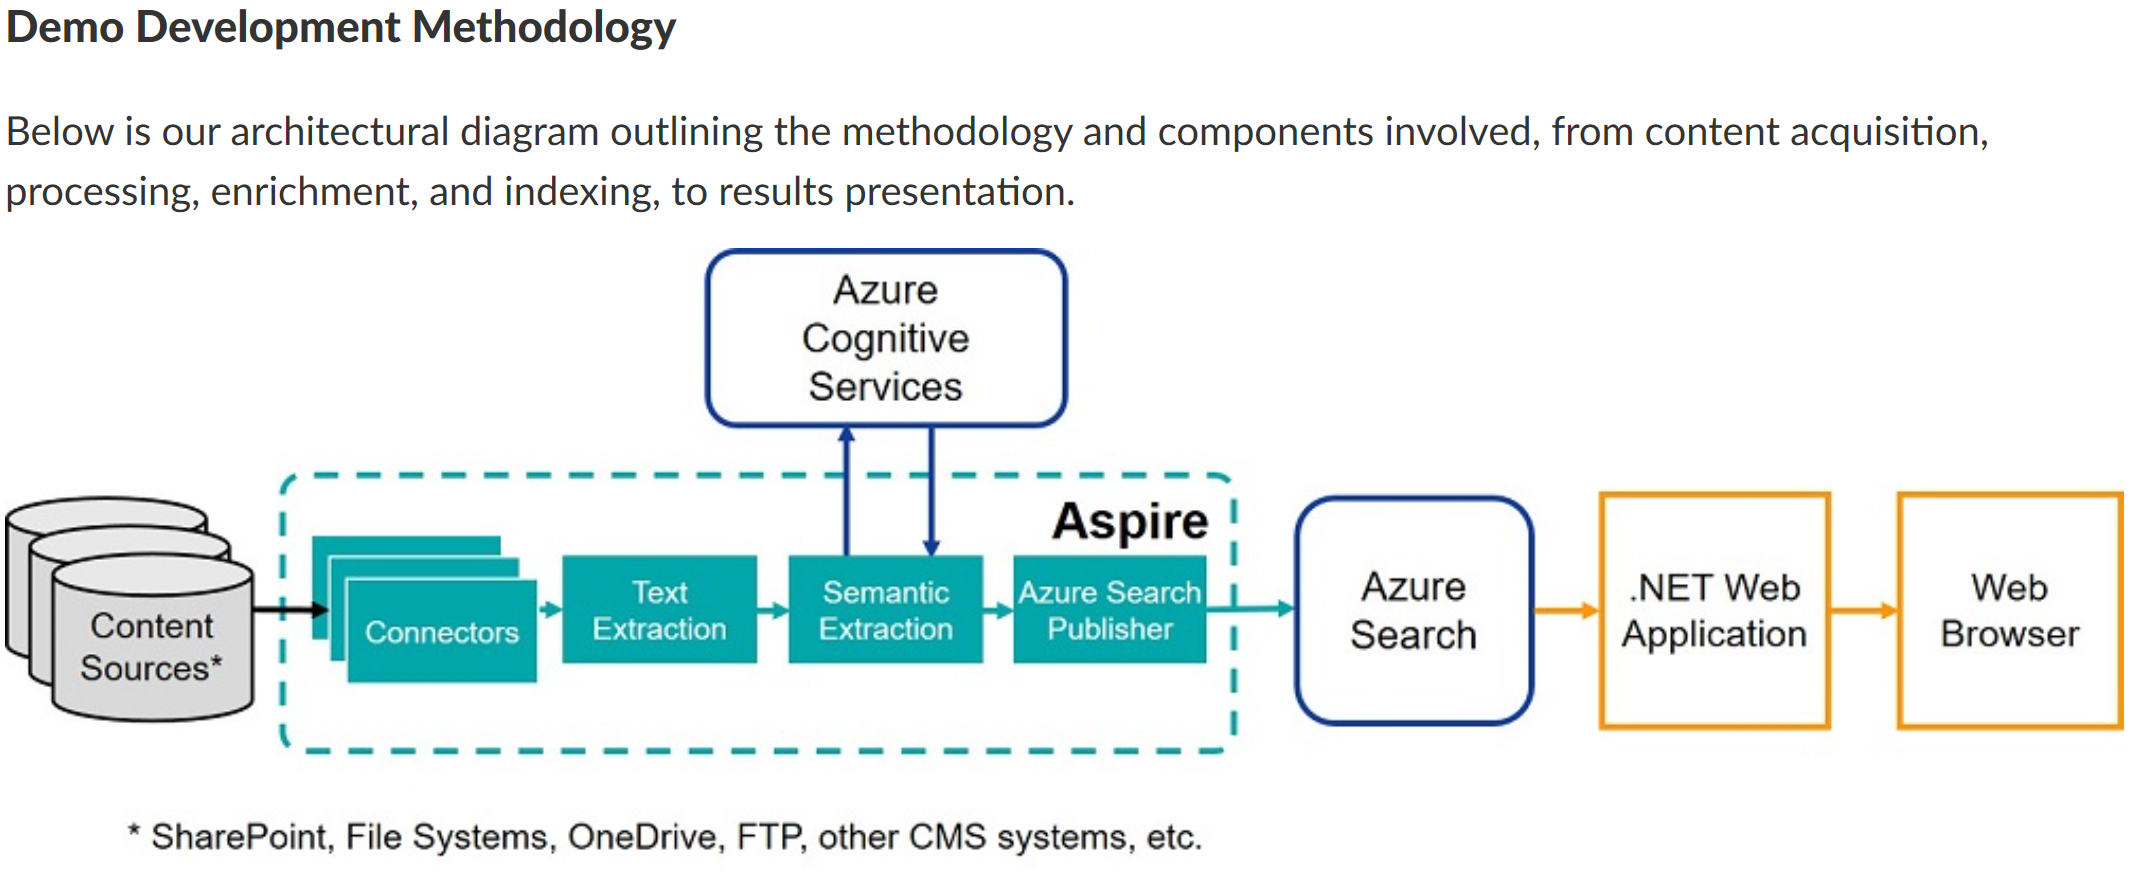 Demo Development Methodology
Below is our architectural diagram outlining the methodology and components involved, from content acquisition,
processing, enrichment, and indexing, to results presentation.
Azure
Cognitive
Services
Aspire
Content
Sources*
Connectors
Text
Extraction
Semantic
Extraction
Azure Search
Publisher
Azure
Search
.NET Web
Application
Web
Browser
* SharePoint, File Systems, OneDrive, FTP, other CMS systems, etc.